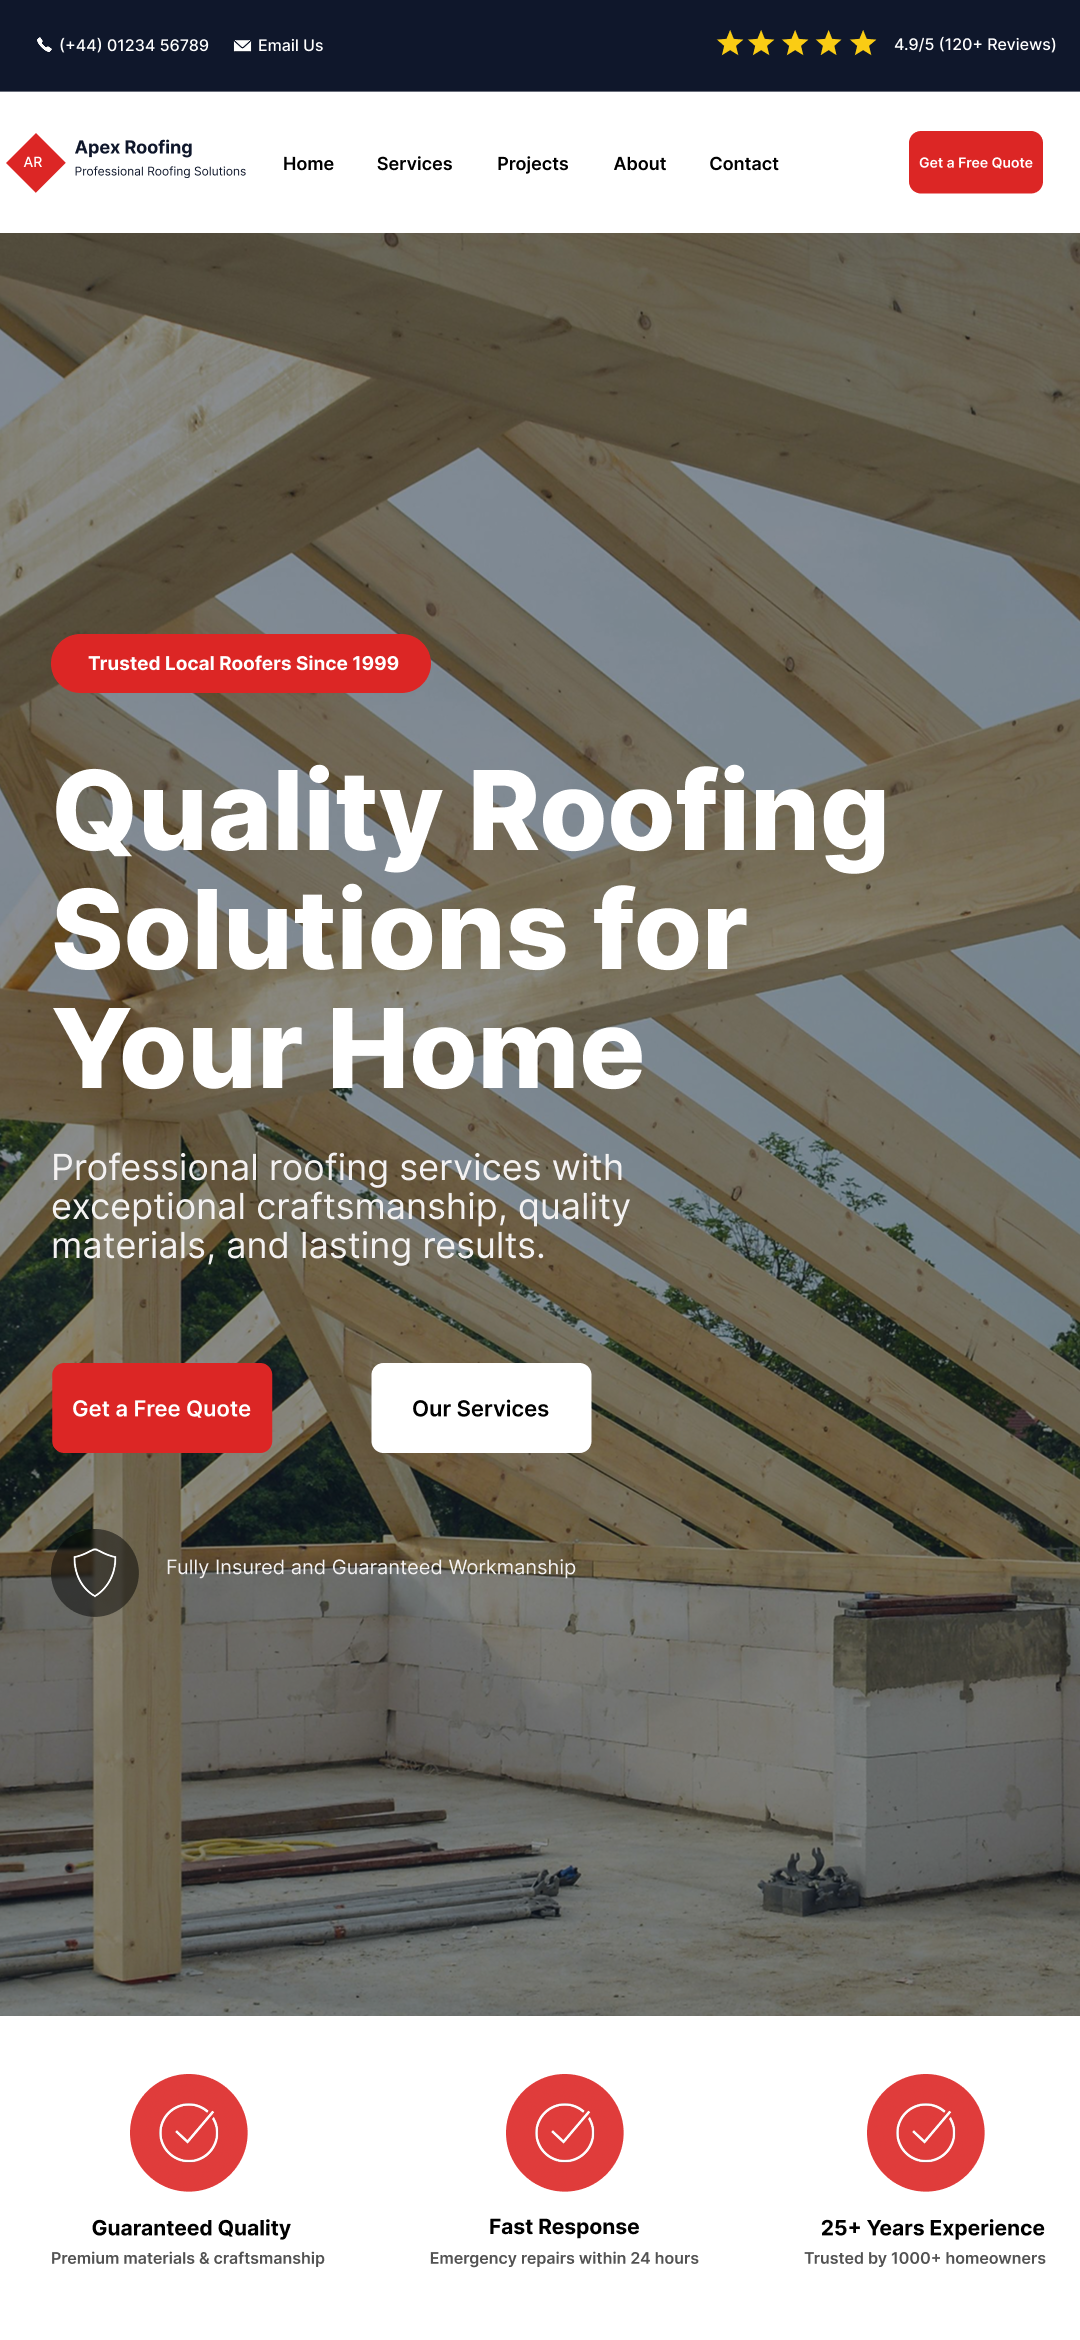 (+44) 01234 56789
Email Us
4.9/5 (120+ Reviews)
AR
Apex Roofing
Professional Roofing Solutions
Home
Services
Projects
About
Contact
Get a Free Quote
Trusted Local Roofers Since 1999
Quality Roofing
Solutions for
Your Home
Professional roofing services with
exceptional craftsmanship, quality
materials, and lasting results.
Get a Free Quote
Our Services
Fully Insured and Guaranteed Workmanship
Guaranteed Quality
Premium materials & craftsmanship
Fast Response
Emergency repairs within 24 hours
25+ Years Experience
Trusted by 1000+ homeowners